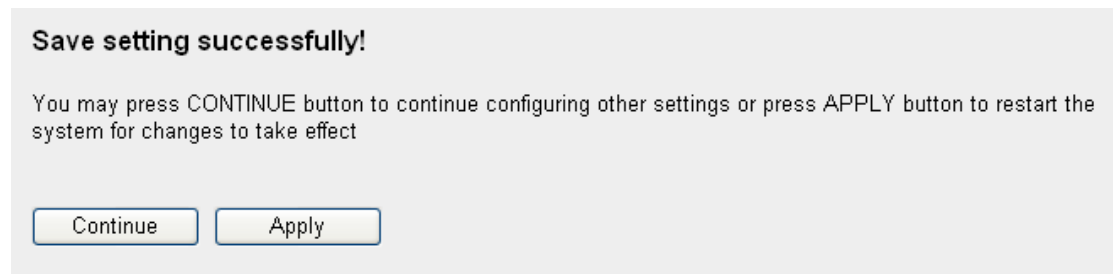 Save setting successfully!
You may press CONTINUE button to continue configuring other settings or press APPLY button to restart the
system for changes to take effect
Continue
Apply